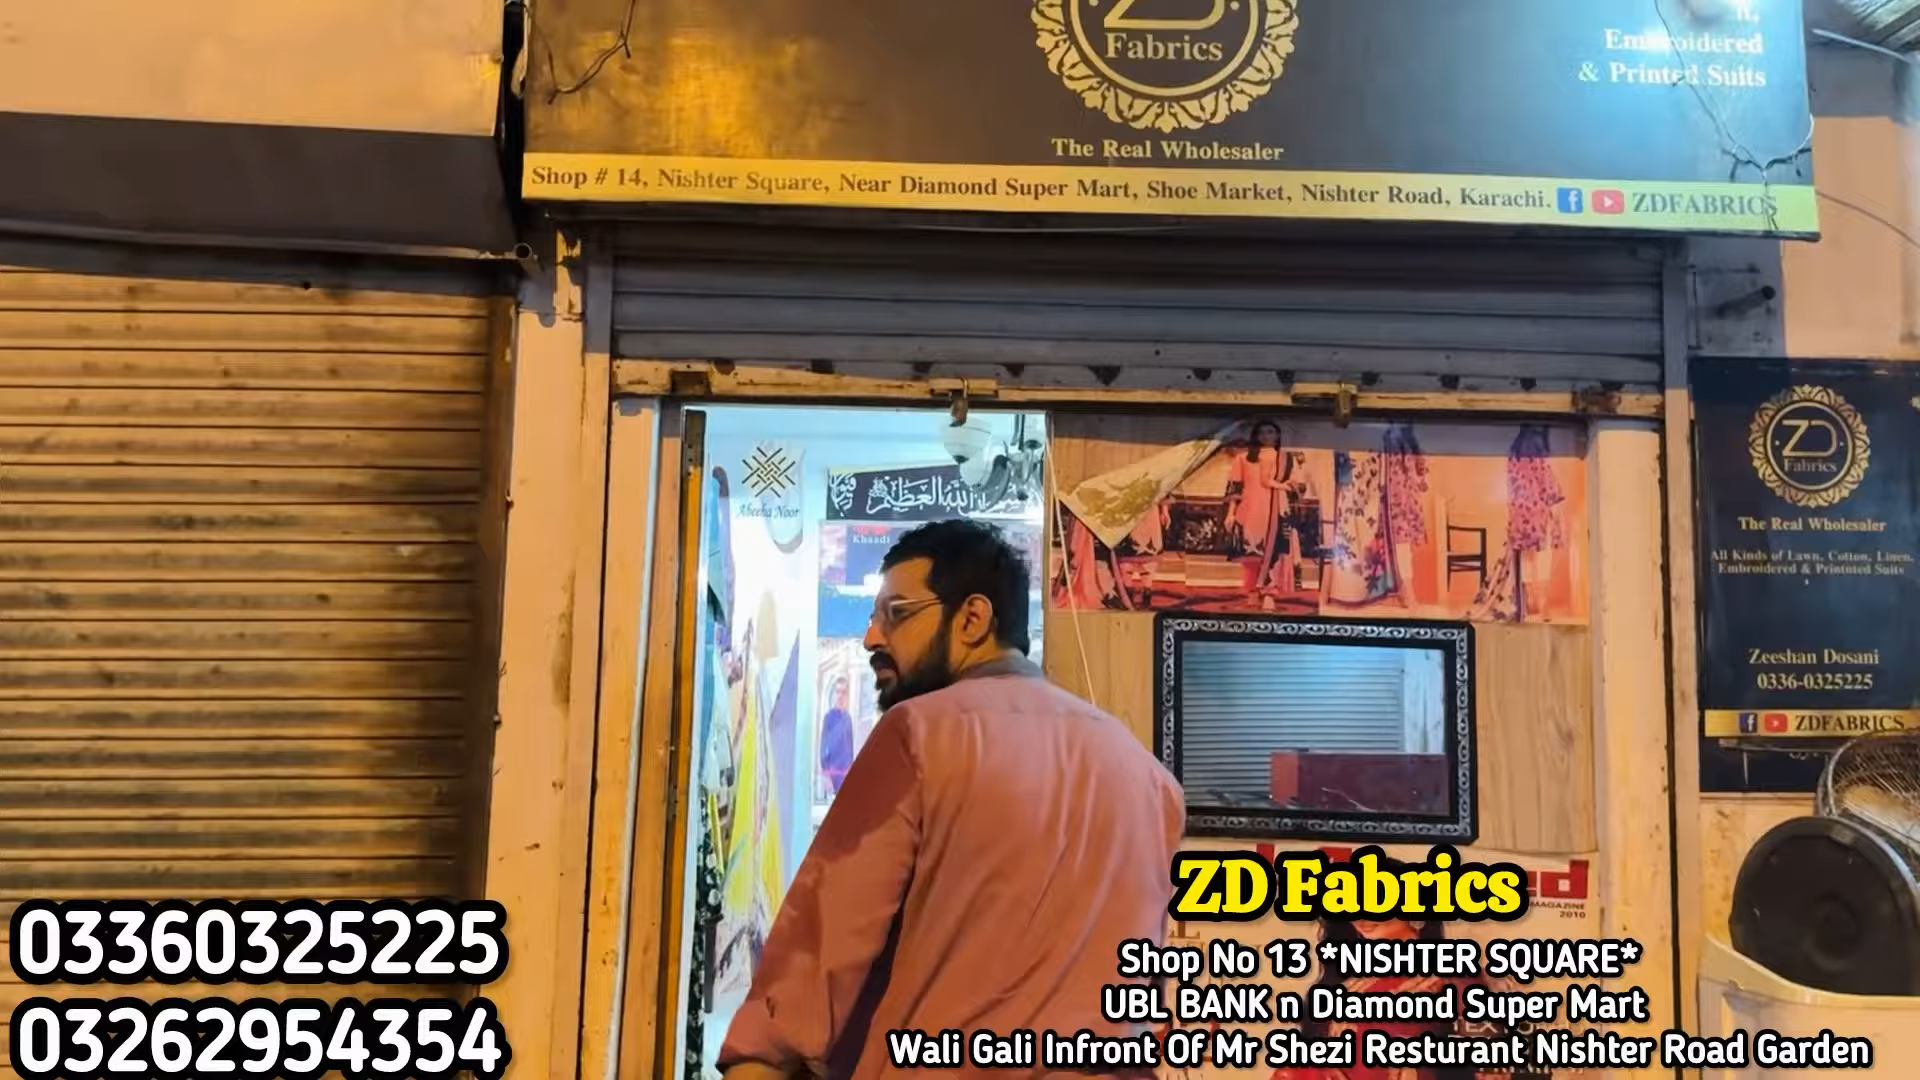 ZD
Fabrics
Embroidered
& Printed Suits
The Real Wholesaler
Shop # 14, Nishter Square, Near Diamond Super Mart, Shoe Market, Nishter Road, Karachi. ZDFABRICS
ZD
Fabrics
The Real Wholesaler
All Kinds of Lawn, Cotton, Linen,
Embroidered & Printuted Suits
Zeeshan Dosani
0336-0325225
ZDFABRICS
Abeeha Noor
Khaadi
MAGAZINE
2010
ZD Fabrics
03360325225
03262954354
Shop No 13 *NISHTER SQUARE*
UBL BANK n Diamond Super Mart
Wali Gali Infront Of Mr Shezi Resturant Nishter Road Garden